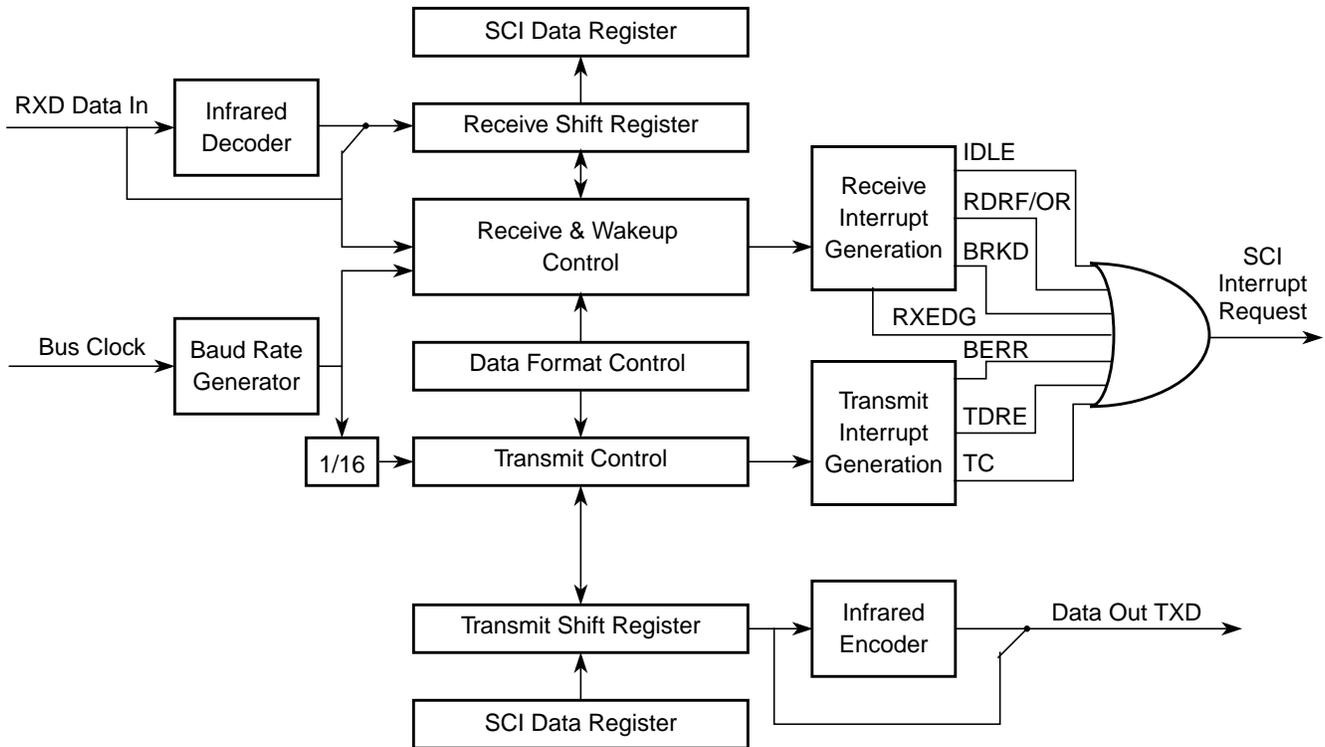 SCI Data Register
RXD Data In
Infrared
Decoder
Receive Shift Register
IDLE
Receive
Interrupt
Generation
RDRF/OR
BRKD
Receive & Wakeup
Control
SCI
Interrupt
Request
RXEDG
Bus Clock
Baud Rate
Generator
Data Format Control
BERR
Transmit
Interrupt
Generation
TDRE
TC
1/16
Transmit Control
Transmit Shift Register
Infrared
Encoder
Data Out TXD
SCI Data Register